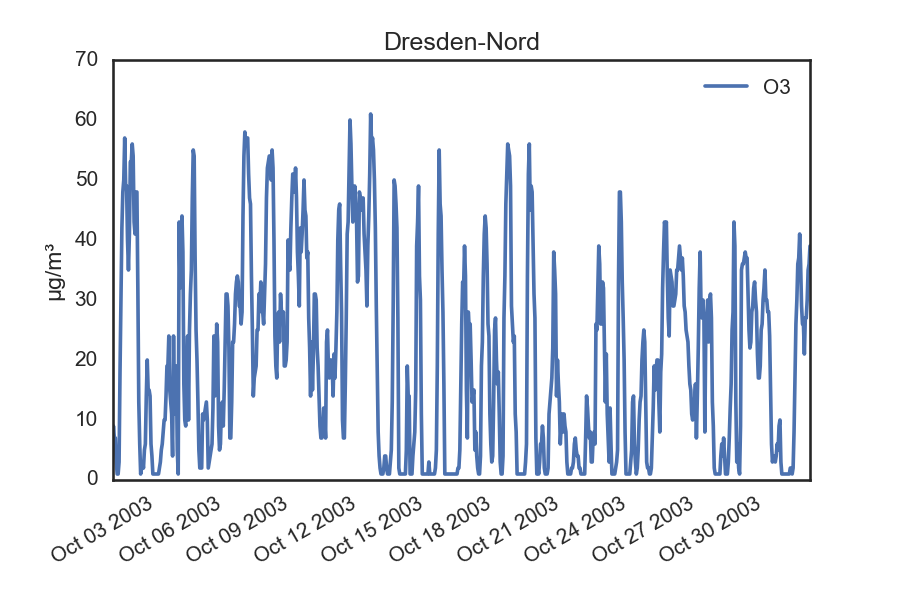 Dresden-Nord
O3
µg/m³
70
60
50
40
30
20
10
0
Oct 03 2003
Oct 06 2003
Oct 09 2003
Oct 12 2003
Oct 15 2003
Oct 18 2003
Oct 21 2003
Oct 24 2003
Oct 27 2003
Oct 30 2003